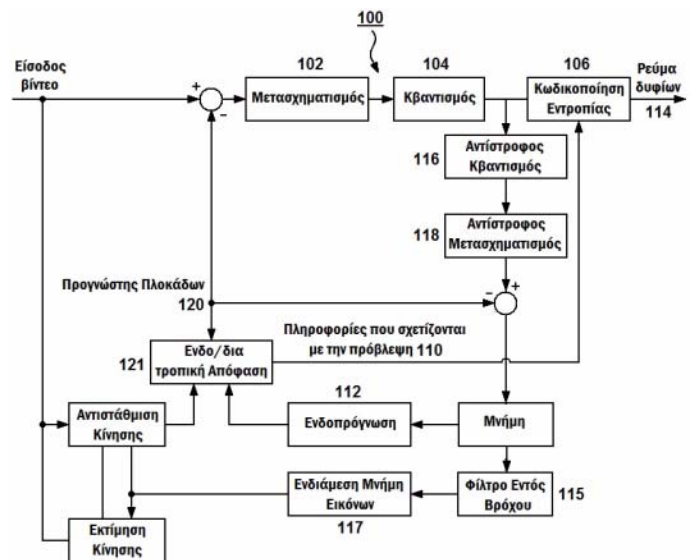 100
Είσοδος
βίντεο
+
−
102
Μετασχηματισμός
104
Κβαντισμός
106
Κωδικοποίηση
Εντροπίας
Ρεύμα
δυφίων
114
116
Αντίστροφος
Κβαντισμός
118
Αντίστροφος
Μετασχηματισμός
Προγνώστης Πλοκάδων
120
−
+
Πληροφορίες που σχετίζονται
με την πρόβλεψη 110
121
Ενδο/δια
τροπική Απόφαση
112
Αντιστάθμιση
Κίνησης
Ενδοπρόγνωση
Μνήμη
Ενδιάμεση Μνήμη
Εικόνων
117
Φίλτρο Εντός
Βρόχου
115
Εκτίμηση
Κίνησης